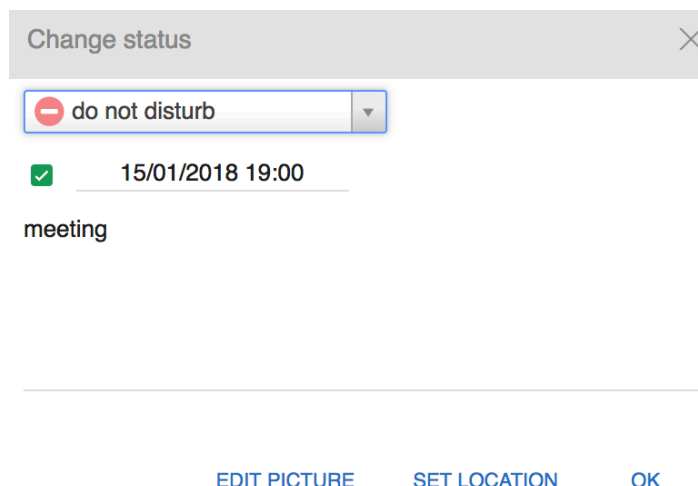 Change status
do not disturb
15/01/2018 19:00
meeting
EDIT PICTURE SET LOCATION OK